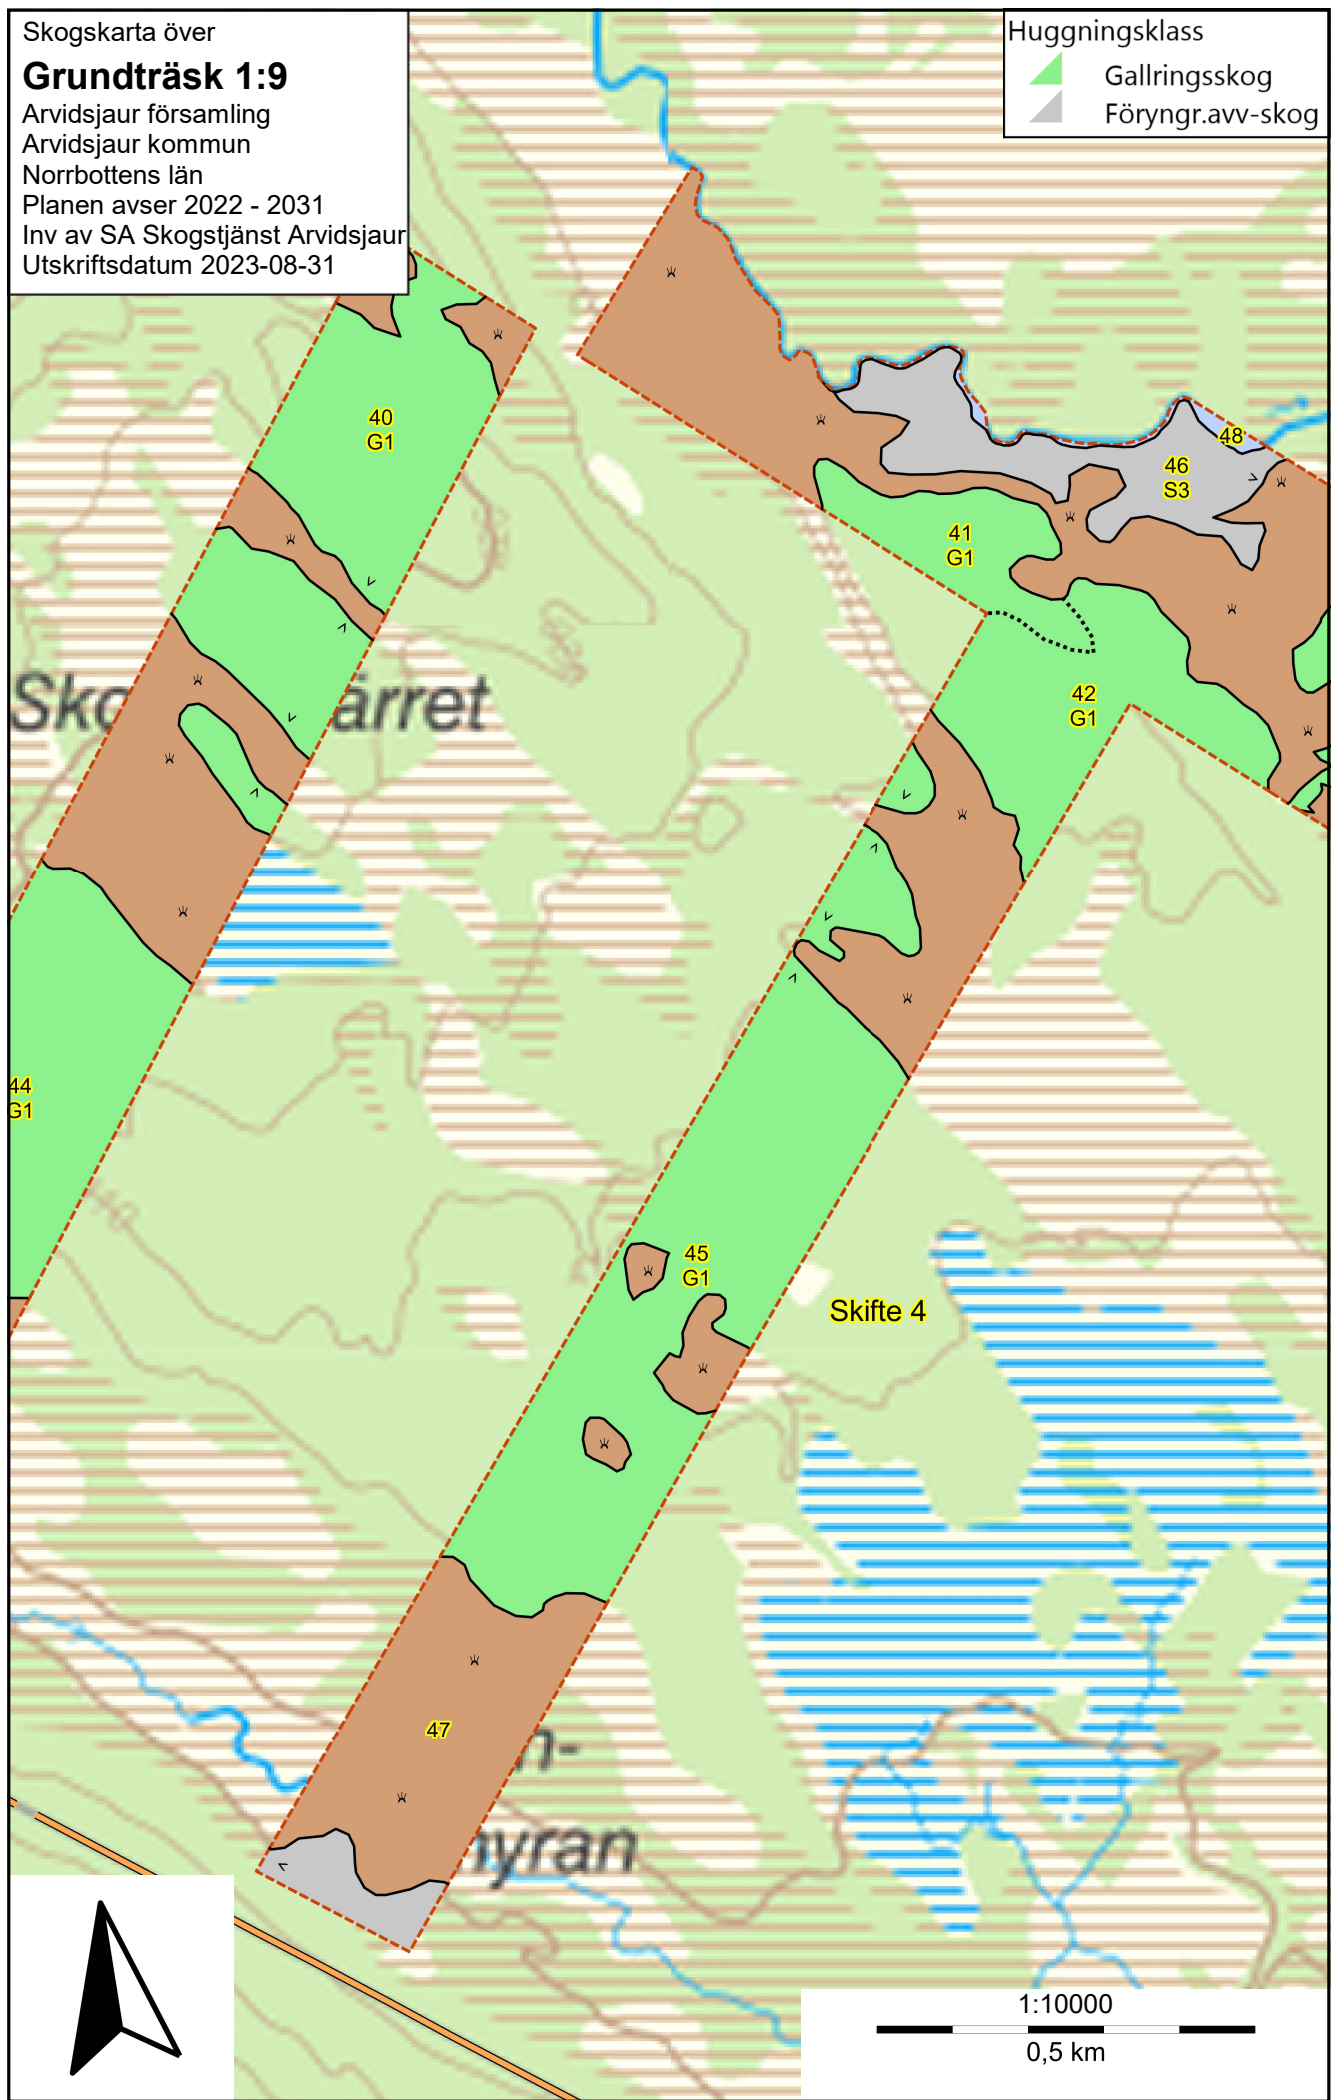 Skogskarta över
Grundträsk 1:9
Arvidsjaur församling
Arvidsjaur kommun
Norrbottens län
Planen avser 2022 - 2031
Inv av SA Skogstjänst Arvidsjaur
Utskriftsdatum 2023-08-31
Huggningsklass
Gallringsskog
Föryngr.avv-skog
40
G1
48
46
S3
41
G1
42
G1
44
G1
45
G1
Skifte 4
47
1:10000
0,5 km